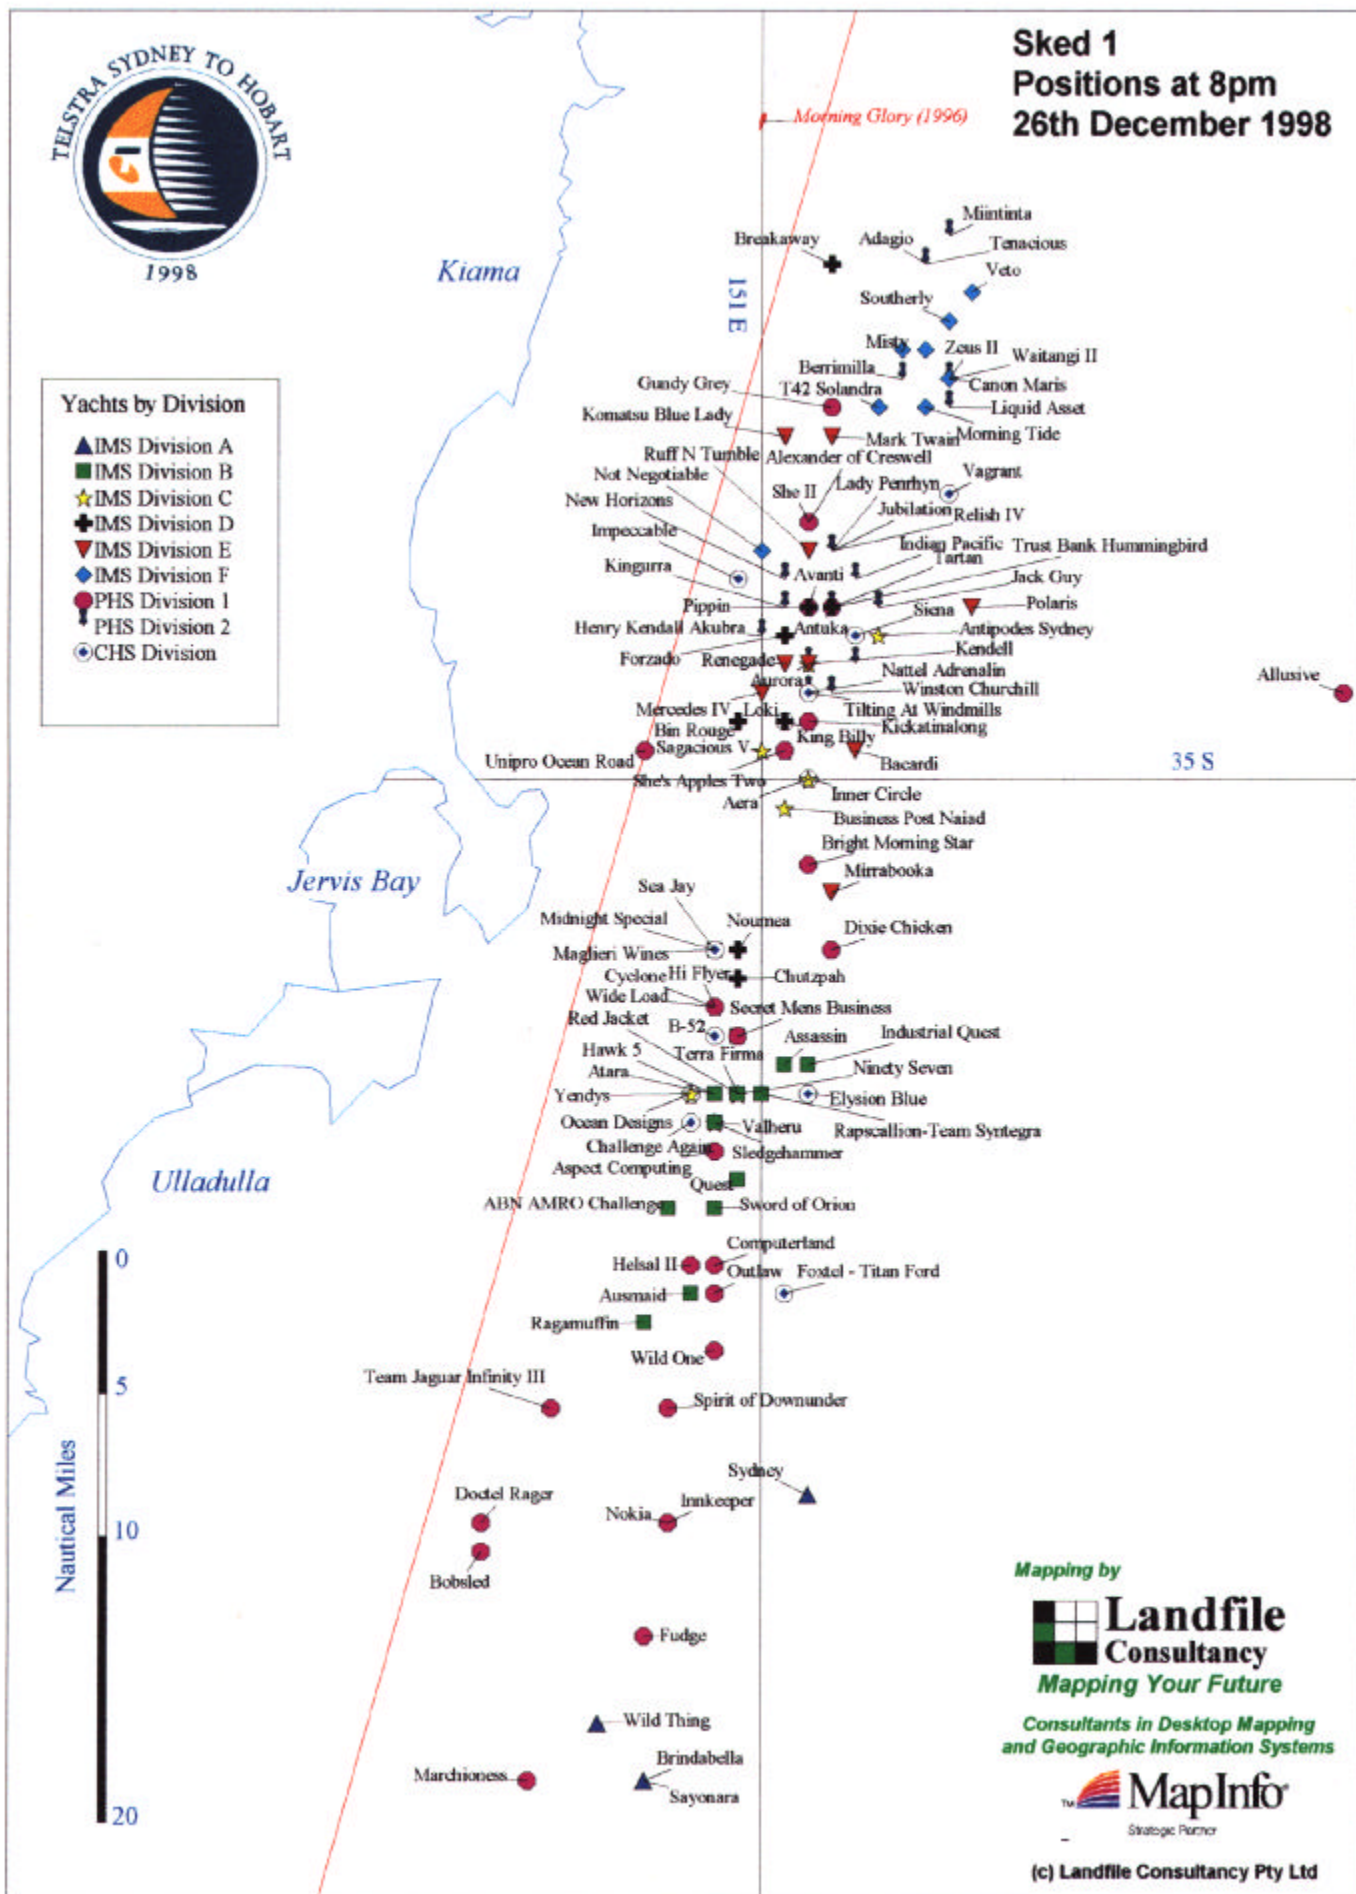 TELSTRA SYDNEY TO HOBART
1998
Sked 1
Positions at 8pm
26th December 1998
Morning Glory (1996)
Miintinta
Breakaway
Adagio
Tenacious
Kiama
151 E
Veto
Southerly
Misty
Zeus II
Waitangi II
Berrimilla
Canon Maris
Gundy Grey
T42 Solandra
Liquid Asset
Komatsu Blue Lady
Mark Twain
Morning Tide
Yachts by Division
IMS Division A
IMS Division B
IMS Division C
IMS Division D
IMS Division E
IMS Division F
PHS Division 1
PHS Division 2
CHS Division
Ruff N Tumble
Alexander of Creswell
Not Negotiable
Lady Penrhyn
Vagrant
New Horizons
She II
Jubilation
Relish IV
Impeccable
Indian Pacific
Trust Bank Hummingbird
Kingurra
Avanti
Tartan
Jack Guy
Pippin
Siena
Polaris
Henry Kendall Akubra
Antuka
Antipodes Sydney
Forzado
Renegade
Kendell
Aurora
Nattel Adrenalin
Allusive
Mercedes IV
Winston Churchill
Loki
Tilting At Windmills
Bin Rouge
King Billy
Kickatinalong
Unipro Ocean Road
Sagacious V
Bacardi
35 S
She's Apples Two
Aera
Inner Circle
Business Post Naiad
Bright Morning Star
Jervis Bay
Mirrabooka
Sea Jay
Midnight Special
Noumea
Dixie Chicken
Maglieri Wines
Cyclone
Hi Flyer
Chutzpah
Wide Load
Secret Mens Business
Red Jacket
B-52
Assassin
Industrial Quest
Hawk 5
Terra Firma
Atara
Ninety Seven
Yendys
Elysion Blue
Ocean Designs
Valheru
Rapscallion-Team Syntegra
Challenge Again
Sledgehammer
Aspect Computing
Quest
Ulladulla
ABN AMRO Challenge
Sword of Orion
Computerland
Helsal II
Outlaw
Foxtel - Titan Ford
Ausmaid
Ragamuffin
Wild One
Team Jaguar Infinity III
Spirit of Downunder
Sydney
Doctel Rager
Nokia
Innkeeper
Bobsled
Fudge
Wild Thing
Brindabella
Marchioness
Sayonara
0
5
10
20
Nautical Miles
Mapping by
Landfile
Consultancy
Mapping Your Future
Consultants in Desktop Mapping
and Geographic Information Systems
TM
MapInfo
Strategic Partner
(c) Landfile Consultancy Pty Ltd